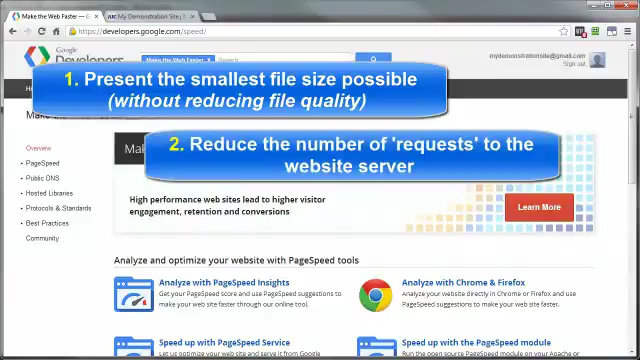 Make the Web Faster —
My Demonstration Site |
https://developers.google.com/speed/
Google
Developers
Make the Web Faster
mydemonstrationsite@gmail.com
Sign out
1. Present the smallest file size possible
(without reducing file quality)
2. Reduce the number of 'requests' to the
website server
Overview
PageSpeed
Public DNS
Hosted Libraries
Protocols & Standards
Best Practices
Community
High performance web sites lead to higher visitor
engagement, retention and conversions
Learn More
Analyze and optimize your website with PageSpeed tools
Analyze with PageSpeed Insights
Get your PageSpeed score and use PageSpeed suggestions to
make your web site faster through our online tool.
Analyze with Chrome & Firefox
Analyze your website directly in Chrome or Firefox and
use PageSpeed suggestions to make your web site faster.
Speed up with PageSpeed Service
Let us optimize your web site and serve it from Google
Speed up with the PageSpeed module
Run the open source PageSpeed module on Apache or